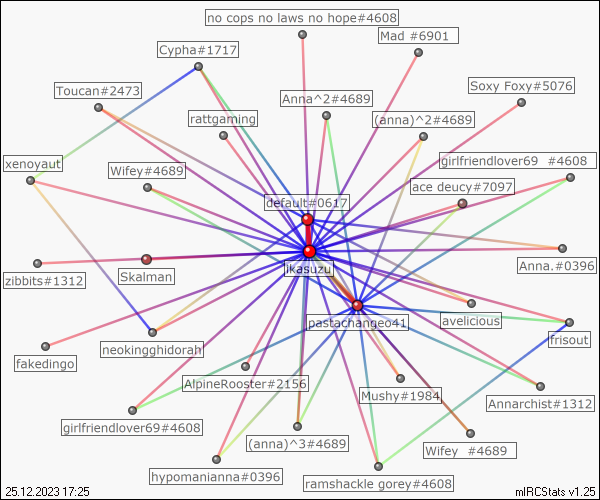 no cops no laws no hope#4608
Mad #6901
Cypha#1717
Soxy Foxy#5076
Toucan#2473
Anna^2#4689
rattgaming
(anna)^2#4689
xenoyaut
girlfriendlover69 #4608
Wifey#4689
ace deucy#7097
default#0617
Anna.#0396
likasuzu
zibbits#1312
Skalman
pastachangeo41
avelicious
frisout
fakedingo
neokingghidorah
AlpineRooster#2156
Mushy#1984
Annarchist#1312
girlfriendlover69#4608
(anna)^3#4689
Wifey #4689
hypomanianna#0396
ramshackle gorey#4608
25.12.2023 17:25
mIRCStats v1.25